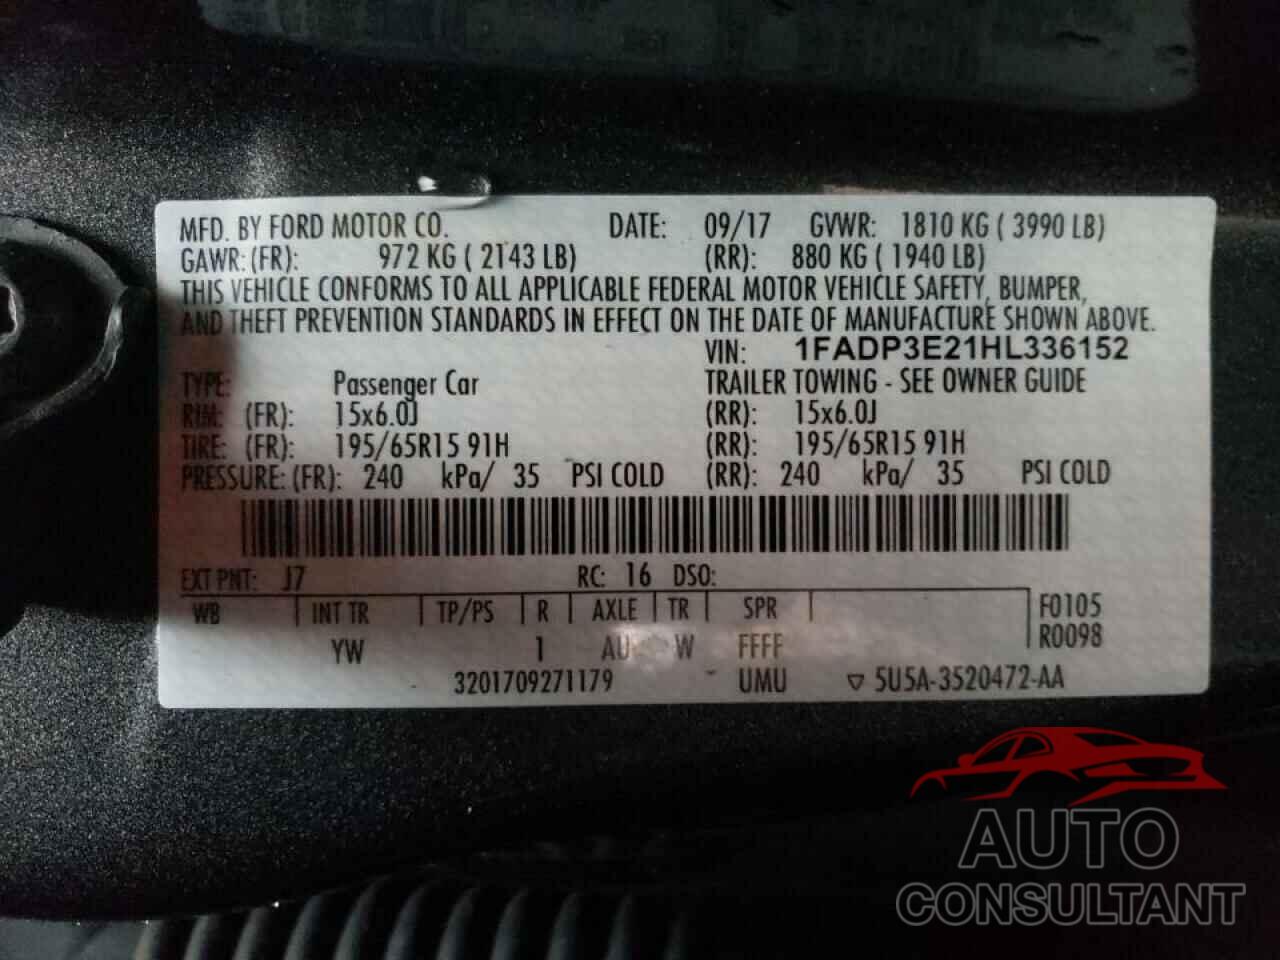 MFD. BY FORD MOTOR CO. DATE: 09/17 GVWR: 1810 KG ( 3990 LB)
GAWR: (FR): 972 KG ( 2143 LB) (RR): 880 KG ( 1940 LB)
THIS VEHICLE CONFORMS TO ALL APPLICABLE FEDERAL MOTOR VEHICLE SAFETY, BUMPER,
AND THEFT PREVENTION STANDARDS IN EFFECT ON THE DATE OF MANUFACTURE SHOWN ABOVE.
VIN: 1FADP3E21HL336152
TYPE: Passenger Car TRAILER TOWING - SEE OWNER GUIDE
RIM: (FR): 15x6.0J (RR): 15x6.0J
TIRE: (FR): 195/65R15 91H (RR): 195/65R15 91H
PRESSURE: (FR): 240 kPa/ 35 PSI COLD (RR): 240 kPa/ 35 PSI COLD
EXT PNT: J7 RC: 16 DSO:
WB INT TR TP/PS R AXLE TR SPR F0105
R0098
YW 1 AU W FFFF
3201709271179 UMU 5U5A-3520472-AA
AUTO
CONSULTANT